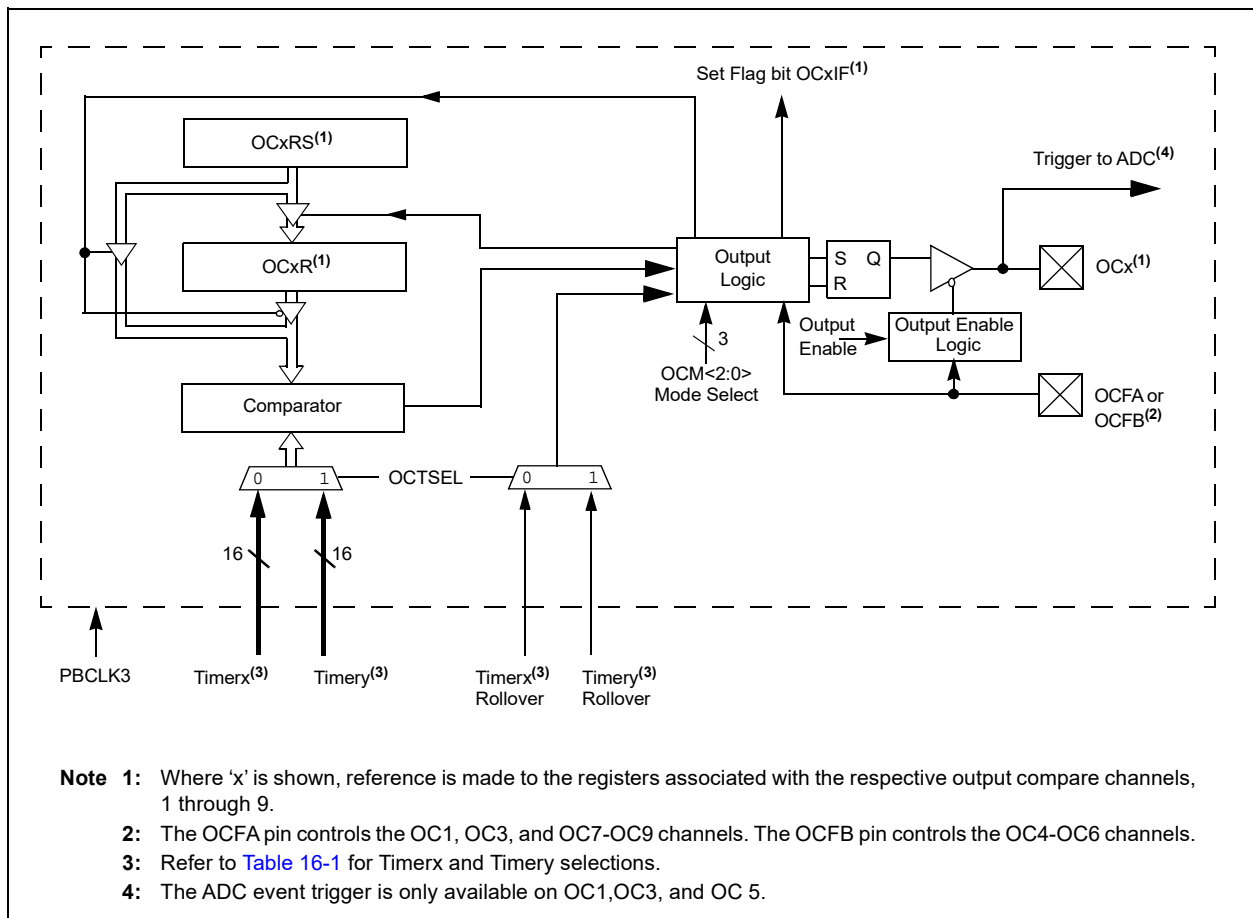 Set Flag bit OCxIF(1)
OCxRS(1)
Trigger to ADC(4)
OCxR(1)
Output
Logic
S Q
R
OCx(1)
Output
Enable
Output Enable
Logic
3
OCM<2:0>
Mode Select
Comparator
OCFA or
OCFB(2)
0 1
OCTSEL
0 1
16
16
PBCLK3
Timerx(3)
Timery(3)
Timerx(3)
Rollover
Timery(3)
Rollover
Note 1: Where ‘x’ is shown, reference is made to the registers associated with the respective output compare channels,
1 through 9.
2: The OCFA pin controls the OC1, OC3, and OC7-OC9 channels. The OCFB pin controls the OC4-OC6 channels.
3: Refer to Table 16-1 for Timerx and Timery selections.
4: The ADC event trigger is only available on OC1,OC3, and OC 5.